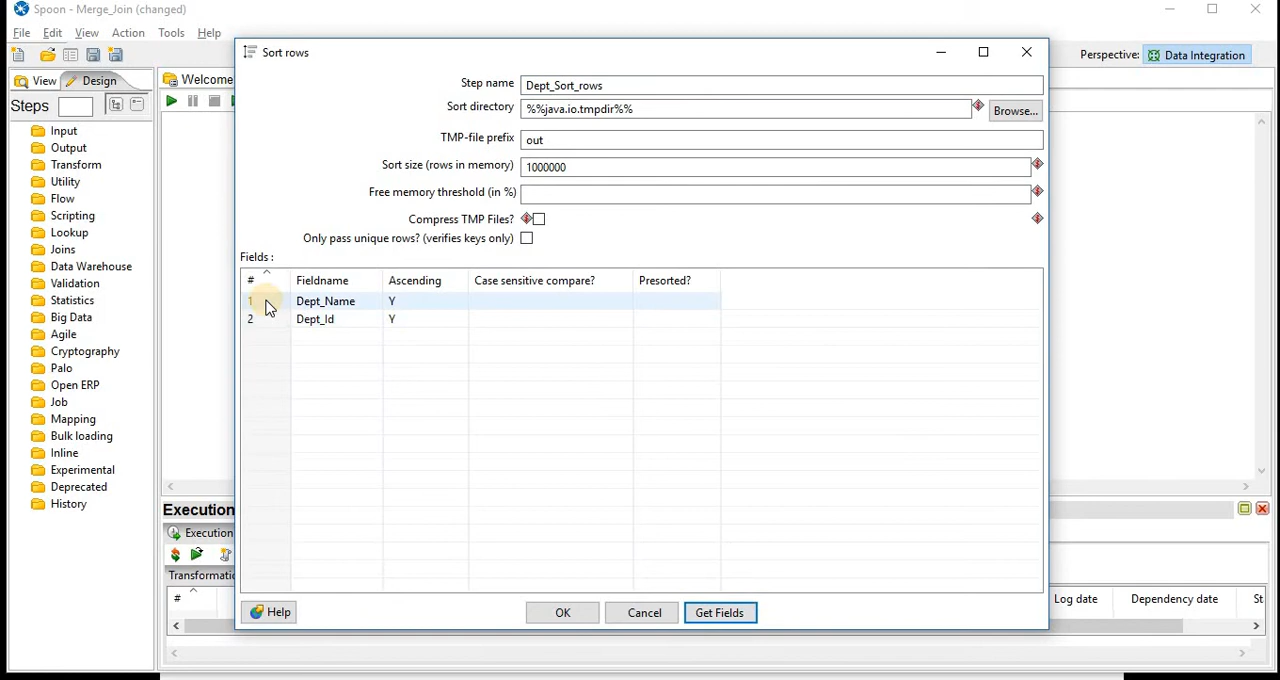 Spoon - Merge_Join (changed)
File Edit View Action Tools Help
Perspective: Data Integration
View Design
Welcome
Steps
Input
Output
Transform
Utility
Flow
Scripting
Lookup
Joins
Data Warehouse
Validation
Statistics
Big Data
Agile
Cryptography
Palo
Open ERP
Job
Mapping
Bulk loading
Inline
Experimental
Deprecated
History
Sort rows
Step name Dept_Sort_rows
Sort directory %%java.io.tmpdir%% Browse...
TMP-file prefix out
Sort size (rows in memory) 1000000
Free memory threshold (in %)
Compress TMP Files?
Only pass unique rows? (verifies keys only)
Fields :
# Fieldname Ascending Case sensitive compare? Presorted?
1 Dept_Name Y
2 Dept_Id Y
Help OK Cancel Get Fields
Execution
Execution
Transformatio
# Log date Dependency date St